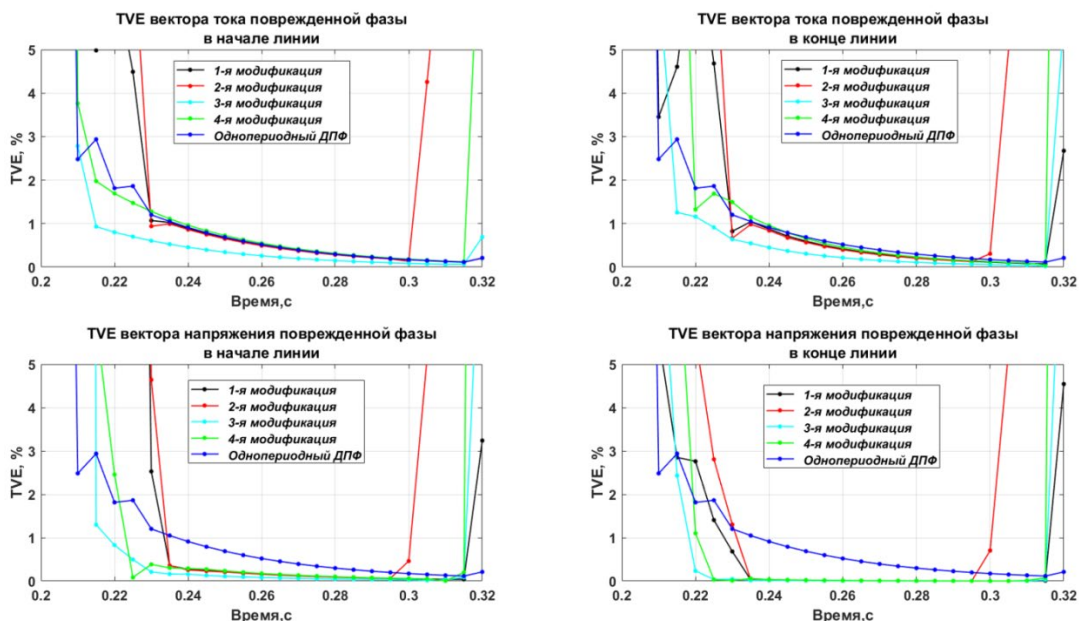 TVE вектора тока поврежденной фазы
в начале линии
TVE, %
5
4
3
2
1
0
1-я модификация
2-я модификация
3-я модификация
4-я модификация
Однопериодный ДПФ
0.2 0.22 0.24 0.26 0.28 0.3 0.32
Время,с
TVE вектора тока поврежденной фазы
в конце линии
TVE, %
5
4
3
2
1
0
1-я модификация
2-я модификация
3-я модификация
4-я модификация
Однопериодный ДПФ
0.2 0.22 0.24 0.26 0.28 0.3 0.32
Время,с
TVE вектора напряжения поврежденной фазы
в начале линии
TVE, %
5
4
3
2
1
0
1-я модификация
2-я модификация
3-я модификация
4-я модификация
Однопериодный ДПФ
0.2 0.22 0.24 0.26 0.28 0.3 0.32
Время,с
TVE вектора напряжения поврежденной фазы
в конце линии
TVE, %
5
4
3
2
1
0
1-я модификация
2-я модификация
3-я модификация
4-я модификация
Однопериодный ДПФ
0.2 0.22 0.24 0.26 0.28 0.3 0.32
Время,с